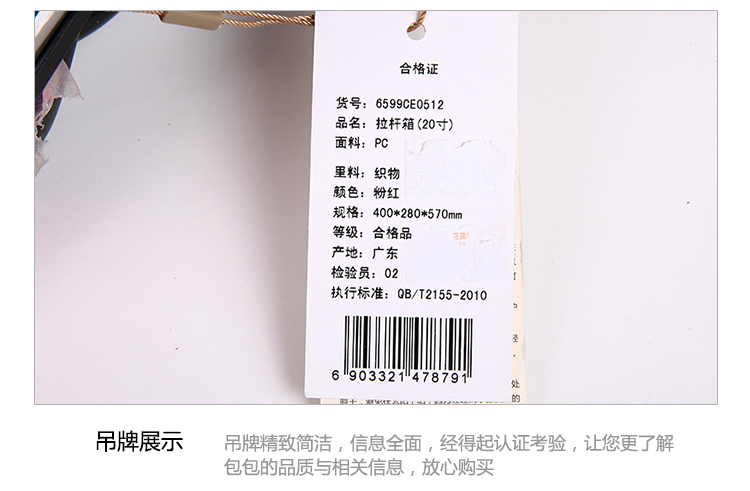 合格证
货号：6599CE0512
品名：拉杆箱(20寸)
面料：PC
里料：织物
颜色：粉红
规格：400*280*570mm
等级：合格品
产地：广东
检验员：02
执行标准：QB/T2155-2010
6 903321 478791
处
的
吊牌展示
吊牌精致简洁，信息全面，经得起认证考验，让您更了解
包包的品质与相关信息，放心购买